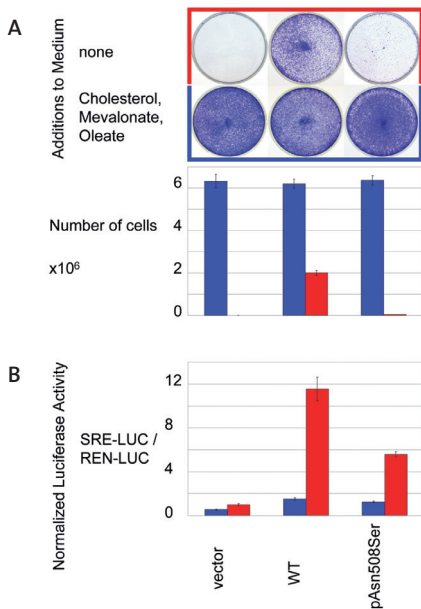 A
Additions to Medium
none
Cholesterol,
Mevalonate,
Oleate
Number of cells
x10⁶
6
4
2
0
B
Normalized Luciferase Activity
SRE-LUC /
REN-LUC
12
8
4
0
vector
WT
pAsn508Ser